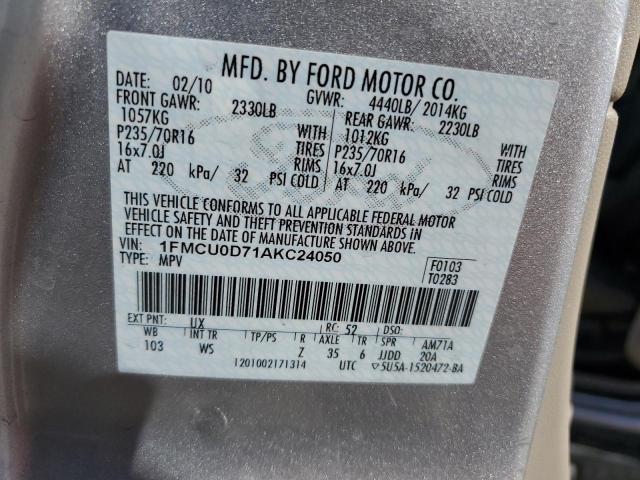 MFD. BY FORD MOTOR CO.
DATE: 02/10 GVWR: 4440LB/ 2014KG
FRONT GAWR: 2330LB REAR GAWR: 2230LB
1057KG WITH 1012KG WITH
P235/70R16 TIRES P235/70R16 TIRES
16x7.0J RIMS 16x7.0J RIMS
AT 220 kPa/ 32 PSI COLD AT 220 kPa/ 32 PSI COLD
THIS VEHICLE CONFORMS TO ALL APPLICABLE FEDERAL MOTOR
VEHICLE SAFETY AND THEFT PREVENTION STANDARDS IN
EFFECT ON THE DATE OF MANUFACTURE SHOWN ABOVE.
VIN: 1FMCU0D71AKC24050
TYPE: MPV F0103
T0283
EXT PNT: UX RC: 52 DSO:
WB INT TR TP/PS R AXLE TR SPR AM71A
103 WS Z 35 6 JJDD 20A
1201002171314 UTC ▽5U5A-1520472-BA
Ford